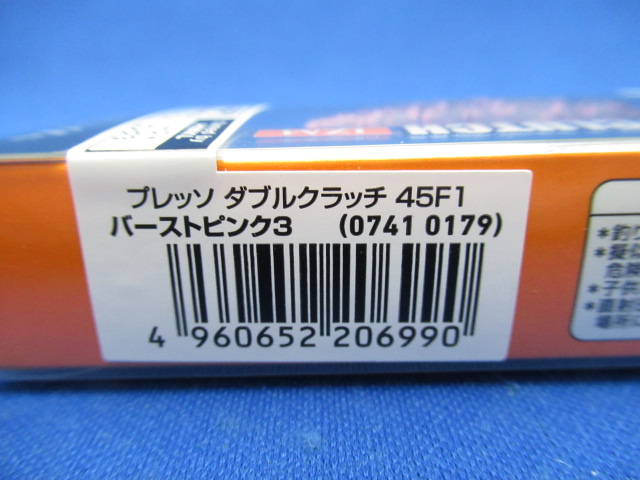 プレッソ ダブルクラッチ 45F1
バーストピンク3 (0741 0179)
4 960652 206990